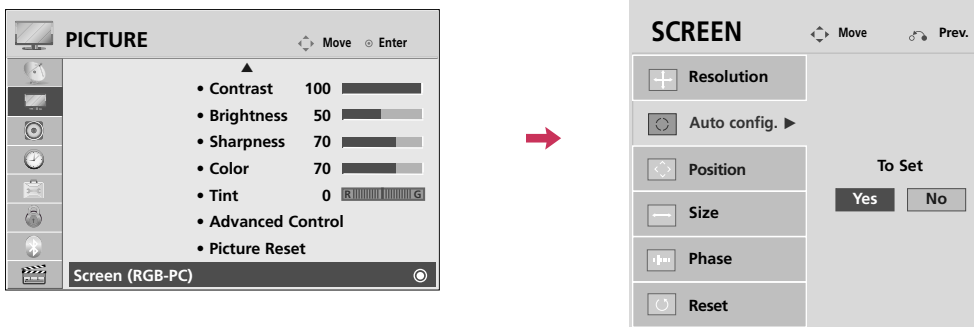 PICTURE
Move Enter
• Contrast 100
• Brightness 50
• Sharpness 70
• Color 70
• Tint 0 R G
• Advanced Control
• Picture Reset
Screen (RGB-PC)
SCREEN
Move Prev.
Resolution
Auto config. ►
Position
Size
Phase
Reset
To Set
Yes No